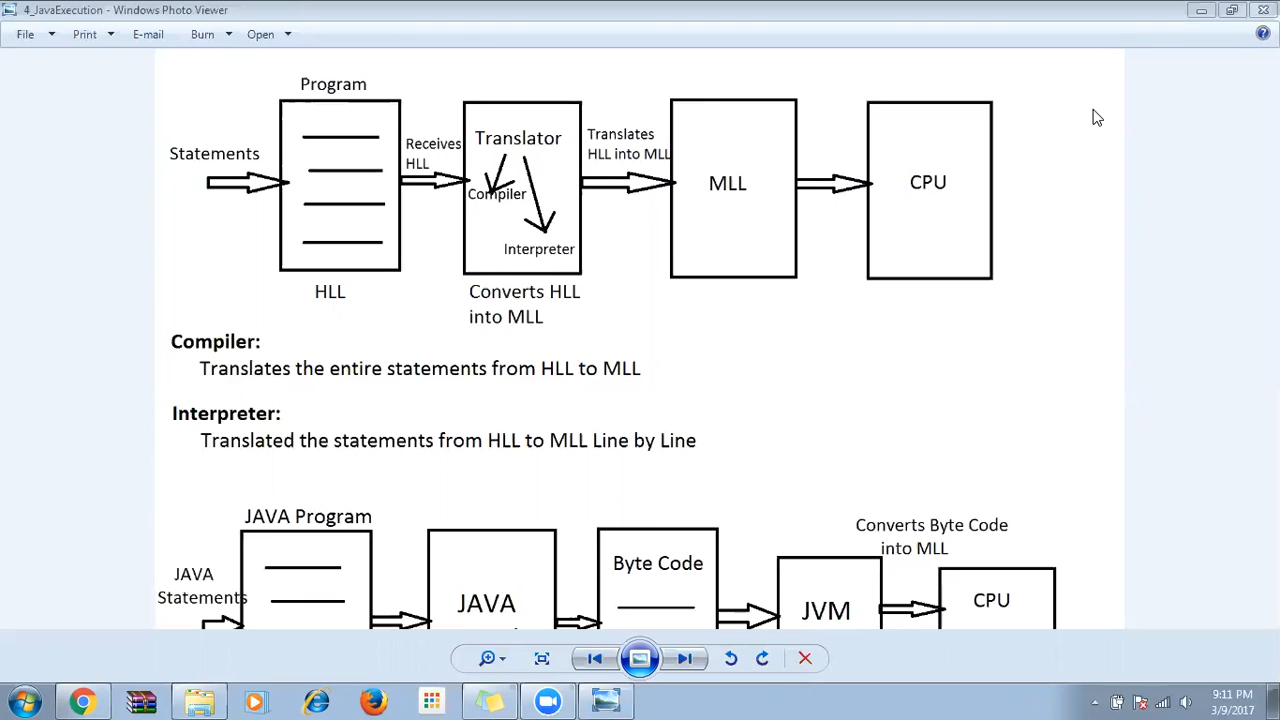 4_JavaExecution - Windows Photo Viewer
File Print E-mail Burn Open
Program
Statements
Receives
HLL
Translator
Compiler
Interpreter
Translates
HLL into MLL
MLL
CPU
HLL
Converts HLL
into MLL
Compiler:
Translates the entire statements from HLL to MLL
Interpreter:
Translated the statements from HLL to MLL Line by Line
JAVA Program
JAVA
Statements
JAVA
Byte Code
JVM
Converts Byte Code
into MLL
CPU
9:11 PM
3/9/2017